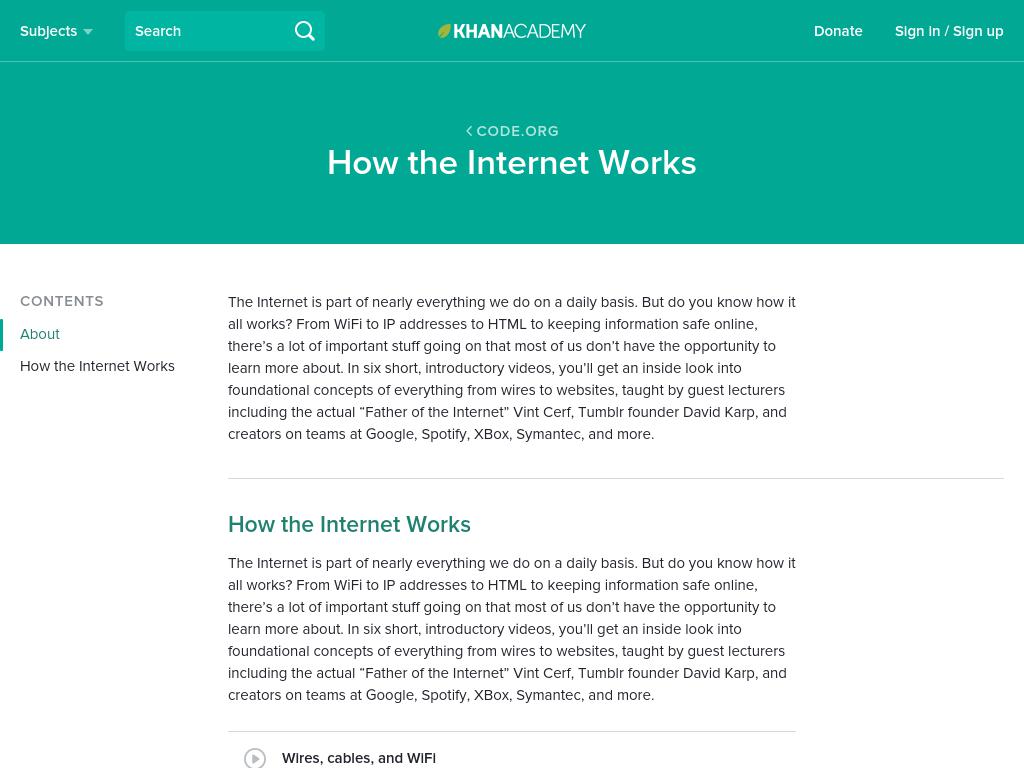 Subjects
Search
KHANACADEMY
Donate
Sign in / Sign up
CODE.ORG
How the Internet Works
CONTENTS
About
How the Internet Works
The Internet is part of nearly everything we do on a daily basis. But do you know how it
all works? From WiFi to IP addresses to HTML to keeping information safe online,
there’s a lot of important stuff going on that most of us don’t have the opportunity to
learn more about. In six short, introductory videos, you’ll get an inside look into
foundational concepts of everything from wires to websites, taught by guest lecturers
including the actual “Father of the Internet” Vint Cerf, Tumblr founder David Karp, and
creators on teams at Google, Spotify, XBox, Symantec, and more.
How the Internet Works
The Internet is part of nearly everything we do on a daily basis. But do you know how it
all works? From WiFi to IP addresses to HTML to keeping information safe online,
there’s a lot of important stuff going on that most of us don’t have the opportunity to
learn more about. In six short, introductory videos, you’ll get an inside look into
foundational concepts of everything from wires to websites, taught by guest lecturers
including the actual “Father of the Internet” Vint Cerf, Tumblr founder David Karp, and
creators on teams at Google, Spotify, XBox, Symantec, and more.
Wires, cables, and WiFi